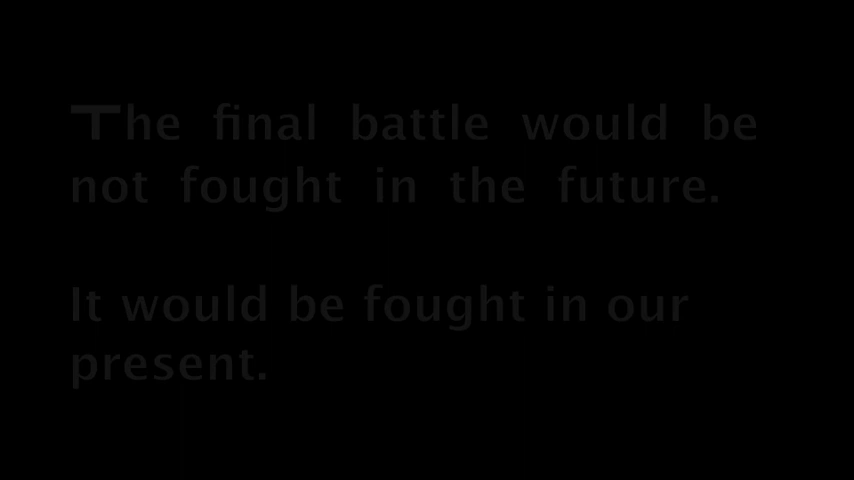 The final battle would be
not fought in the future.
It would be fought in our
present.